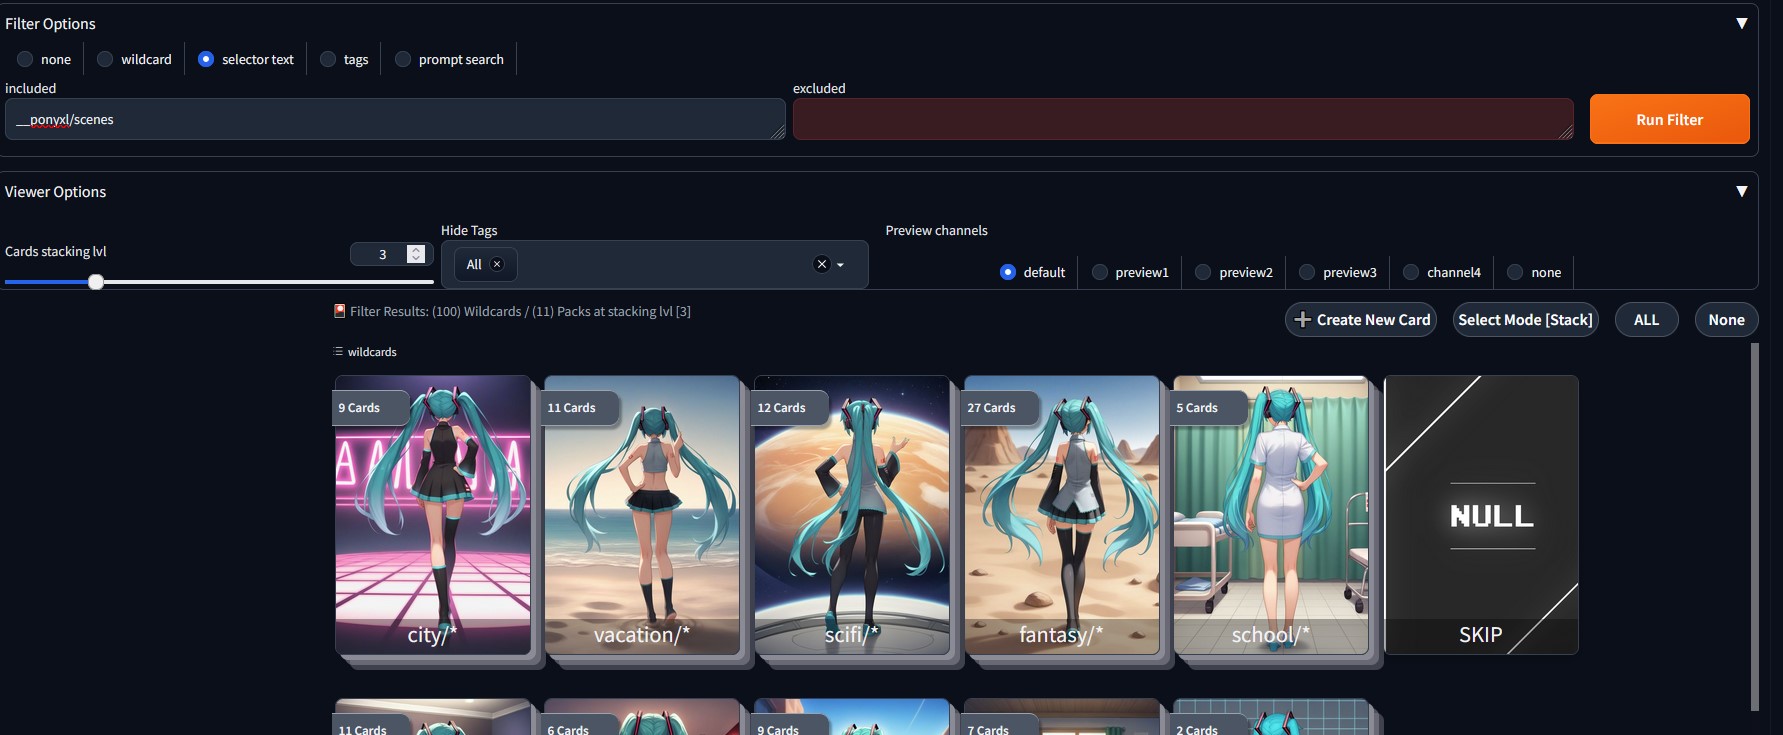 Filter Options ▼
none wildcard selector text tags prompt search
included excluded
__ponyxl/scenes
Run Filter
Viewer Options ▼
Hide Tags Preview channels
Cards stacking lvl 3
All
default preview1 preview2 preview3 channel4 none
Filter Results: (100) Wildcards / (11) Packs at stacking lvl [3]
Create New Card Select Mode [Stack] ALL None
wildcards
9 Cards 11 Cards 12 Cards 27 Cards 5 Cards
NULL
city/* vacation/* scifi/* fantasy/* school/* SKIP
11 Cards 6 Cards 9 Cards 7 Cards 2 Cards